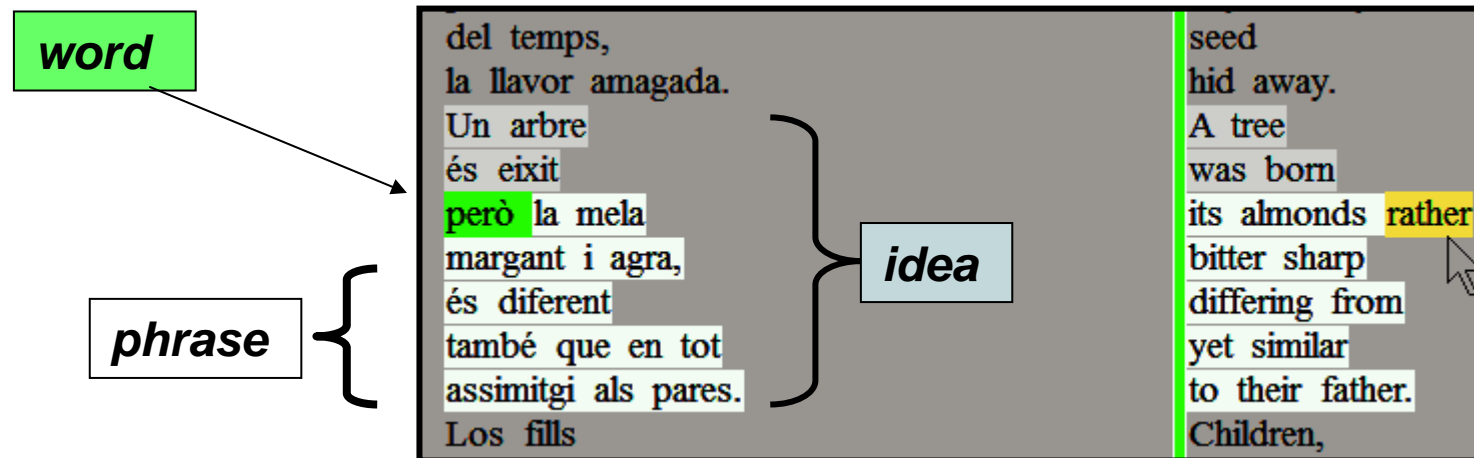 word
del temps,
la llavor amagada.
Un arbre
és eixit
però la mela
margant i agra,
és diferent
també que en tot
assimitgi als pares.
Los fills
idea
phrase
seed
hid away.
A tree
was born
its almonds rather
bitter sharp
differing from
yet similar
to their father.
Children,